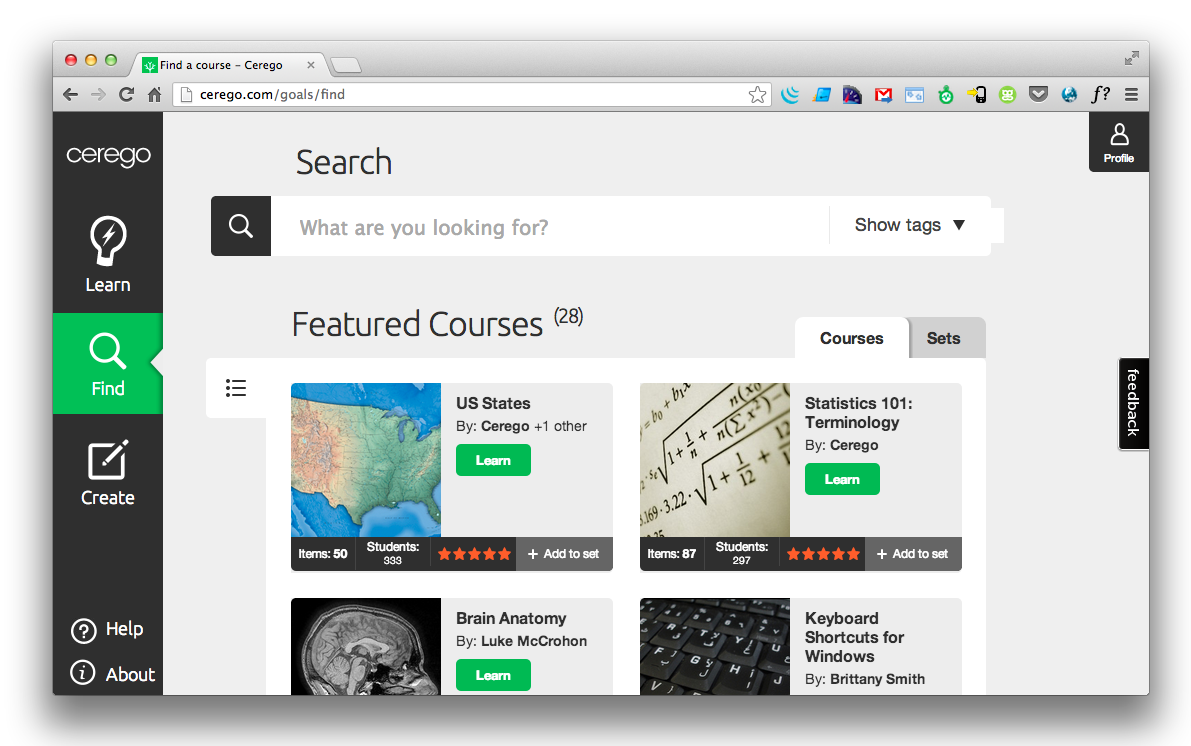 Find a course – Cerego
cerego.com/goals/find
f?
cerego
Learn
Find
Create
Help
About
Profile
Search
What are you looking for?
Show tags ▼
Featured Courses (28)
Courses
Sets
feedback
US States
By: Cerego +1 other
Learn
Items: 50
Students:
333
+ Add to set
Statistics 101:
Terminology
By: Cerego
Learn
Items: 87
Students:
297
+ Add to set
Brain Anatomy
By: Luke McCrohon
Learn
Keyboard
Shortcuts for
Windows
By: Brittany Smith